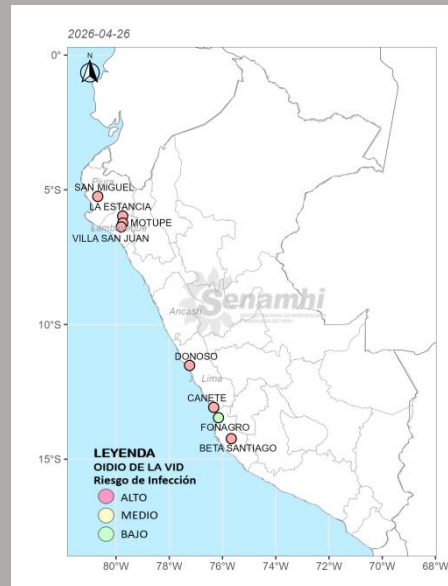 2026-04-26
0°
Piura
SAN MIGUEL
5°S
LA ESTANCIA
MOTUPE
Lambayeque
VILLA SAN JUAN
Senamhi
10°S
Ancash
DONOSO
Lima
CANETE
FONAGRO
BETA SANTIAGO
LEYENDA
OIDIO DE LA VID
Riesgo de Infección
ALTO
MEDIO
BAJO
15°S
80°W 78°W 76°W 74°W 72°W 70°W 68°W